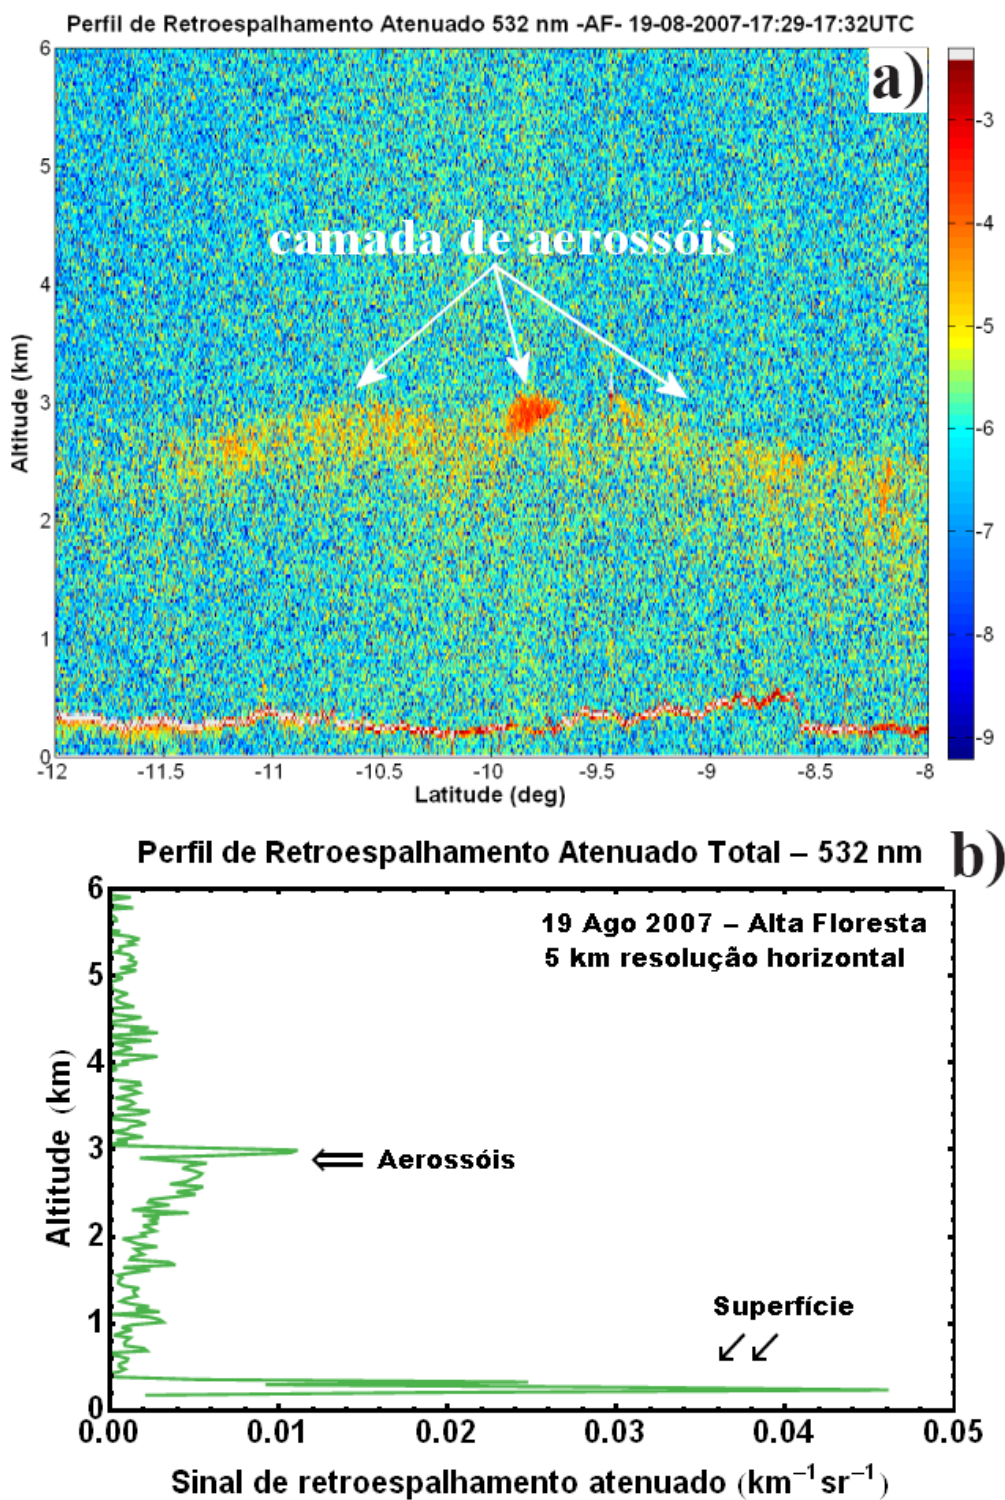 Perfil de Retroespalhamento Atenuado 532 nm -AF- 19-08-2007-17:29-17:32UTC
a)
camada de aerossóis
Altitude (km)
6
5
4
3
2
1
0
-12
-11.5
-11
-10.5
-10
-9.5
-9
-8.5
-8
Latitude (deg)
-3
-4
-5
-6
-7
-8
-9
b)
Perfil de Retroespalhamento Atenuado Total – 532 nm
19 Ago 2007 – Alta Floresta
5 km resolução horizontal
Altitude (km)
6
5
4
3
2
1
0
Aerossóis
Superfície
0.00
0.01
0.02
0.03
0.04
0.05
Sinal de retroespalhamento atenuado (km⁻¹sr⁻¹)